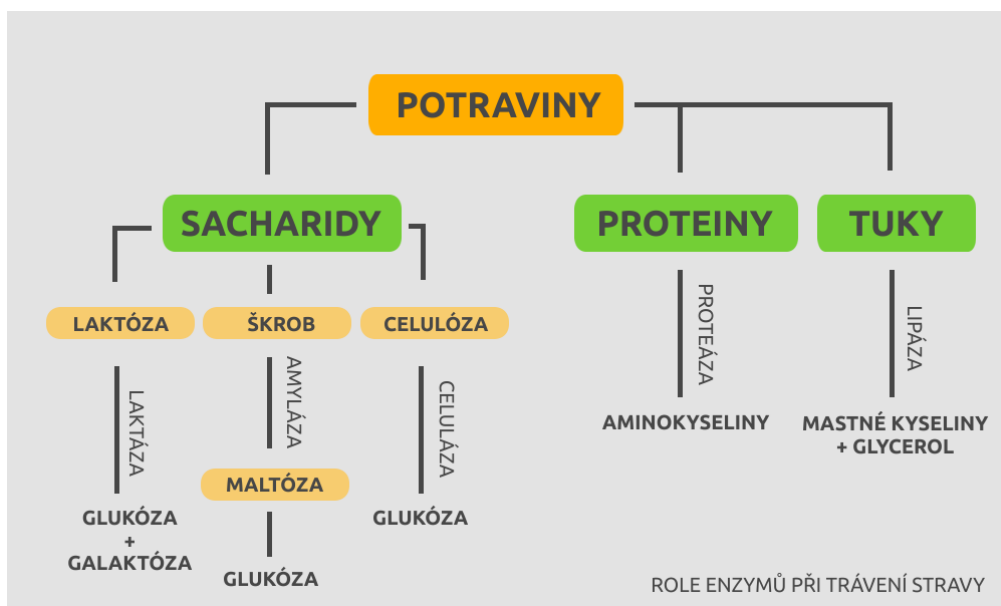 POTRAVINY
SACHARIDY
PROTEINY
TUKY
LAKTÓZA
ŠKROB
CELULÓZA
LAKTÁZA
AMYLÁZA
CELULÁZA
PROTEÁZA
LIPÁZA
GLUKÓZA
+
GALAKTÓZA
MALTÓZA
GLUKÓZA
GLUKÓZA
AMINOKYSELINY
MASTNÉ KYSELINY
+ GLYCEROL
ROLE ENZYMŮ PŘI TRÁVENÍ STRAVY